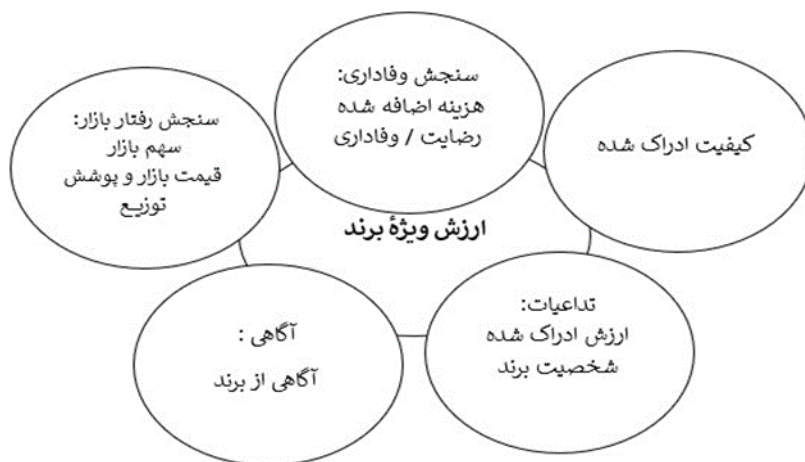 سنجش وفاداری:
هزینه اضافه شده
رضایت / وفاداری
کیفیت ادراک شده
سنجش رفتار بازار:
سهم بازار
قیمت بازار و پوشش
توزیع
ارزش ویژهٔ برند
تداعیات:
ارزش ادراک شده
شخصیت برند
آگاهی :
آگاهی از برند